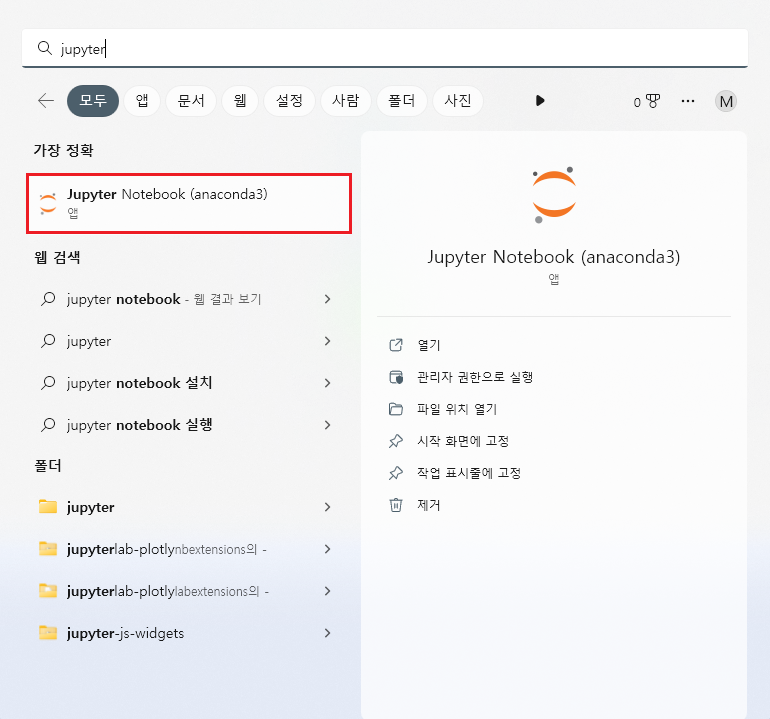 jupyter
모두 앱 문서 웹 설정 사람 폴더 사진 0 M
가장 정확
Jupyter Notebook (anaconda3)
앱
웹 검색
jupyter notebook - 웹 결과 보기
jupyter
jupyter notebook 설치
jupyter notebook 실행
폴더
jupyter
jupyterlab-plotlynbextensions의 -
jupyterlab-plotlylabextensions의 -
jupyter-js-widgets
Jupyter Notebook (anaconda3)
앱
열기
관리자 권한으로 실행
파일 위치 열기
시작 화면에 고정
작업 표시줄에 고정
제거